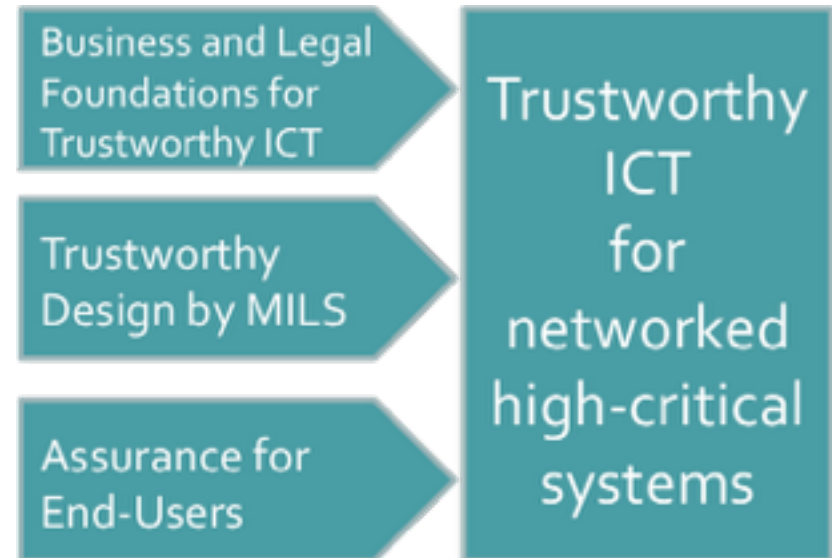 Business and Legal
Foundations for
Trustworthy ICT
Trustworthy
Design by MILS
Assurance for
End-Users
Trustworthy
ICT
for
networked
high-critical
systems